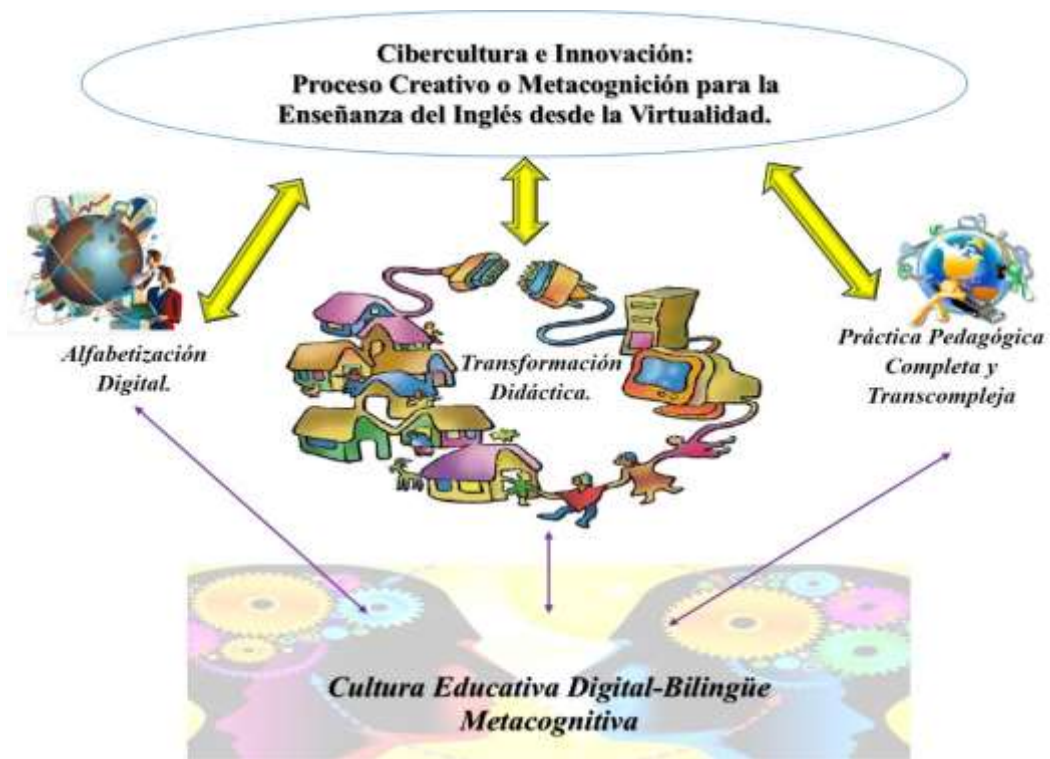 Cibercultura e Innovación:
Proceso Creativo o Metacognición para la
Enseñanza del Inglés desde la Virtualidad.
Alfabetización
Digital.
Transformación
Didáctica.
Práctica Pedagógica
Completa y
Transcompleja
Cultura Educativa Digital-Bilingüe
Metacognitiva